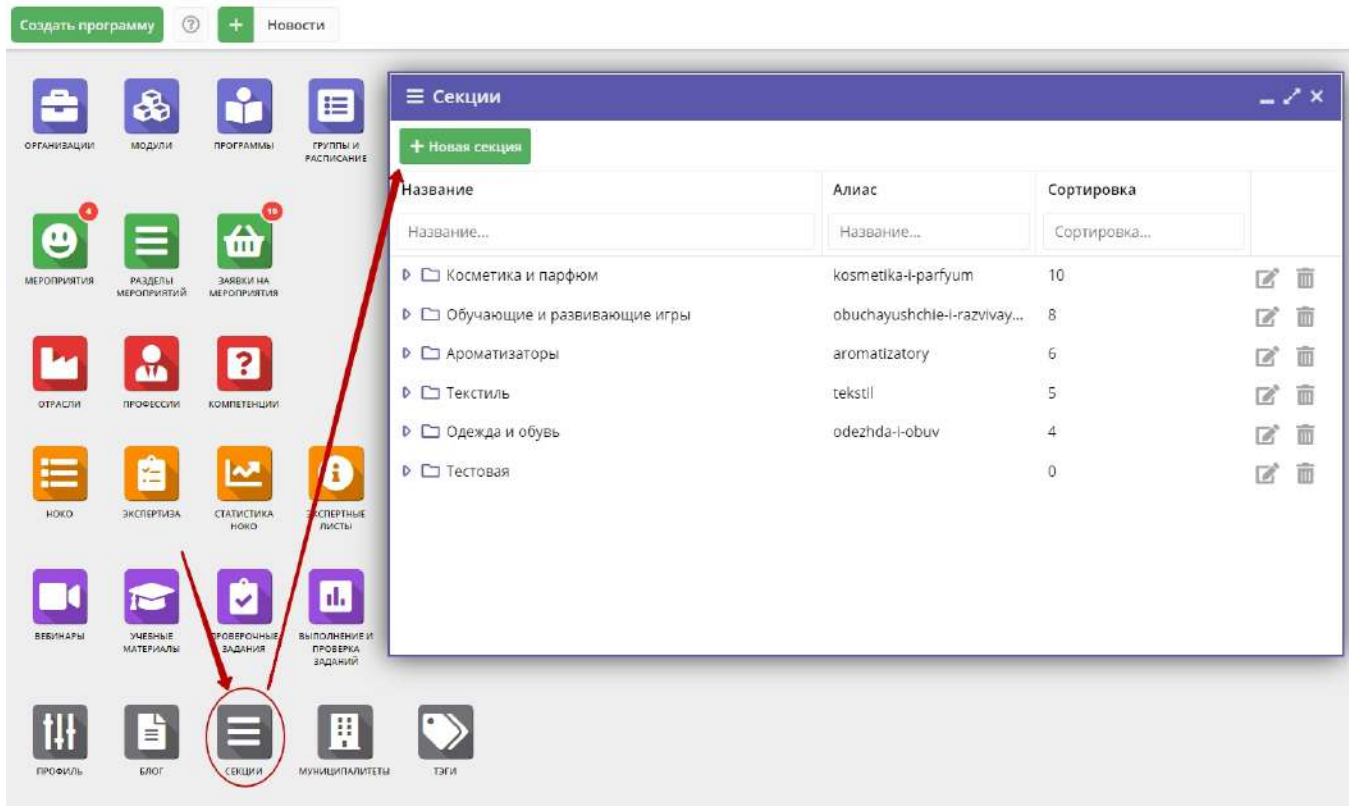 Создать программу
?
+ Новости
ОРГАНИЗАЦИИ
МОДУЛИ
ПРОГРАММЫ
ГРУППЫ И
РАСПИСАНИЕ
4
МЕРОПРИЯТИЯ
РАЗДЕЛЫ
МЕРОПРИЯТИЙ
19
ЗАЯВКИ НА
МЕРОПРИЯТИЯ
ОТРАСЛИ
ПРОФЕССИИ
КОМПЕТЕНЦИИ
НОКО
ЭКСПЕРТИЗА
СТАТИСТИКА
НОКО
ЭКСПЕРТНЫЕ
ЛИСТЫ
ВЕБИНАРЫ
УЧЕБНЫЕ
МАТЕРИАЛЫ
ПРОВЕРОЧНЫЕ
ЗАДАНИЯ
ВЫПОЛНЕНИЕ И
ПРОВЕРКА
ЗАДАНИЙ
ПРОФИЛЬ
БЛОГ
СЕКЦИИ
МУНИЦИПАЛИТЕТЫ
ТЭГИ
Секции
+ Новая секция
Название Алиас Сортировка
Название... Название... Сортировка...
Косметика и парфюм kosmetika-i-parfyum 10
Обучающие и развивающие игры obuchayushchie-i-razvivay... 8
Ароматизаторы aromatizatory 6
Текстиль tekstil 5
Одежда и обувь odezhda-i-obuv 4
Тестовая 0